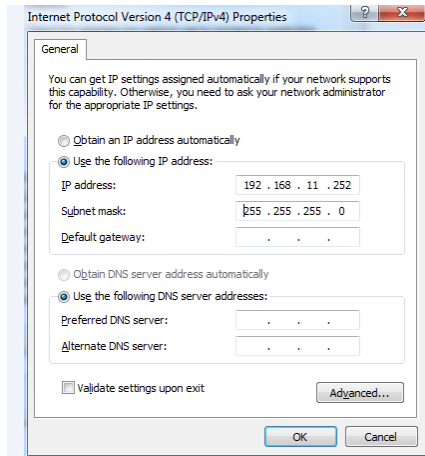 Internet Protocol Version 4 (TCP/IPv4) Properties
General
You can get IP settings assigned automatically if your network supports
this capability. Otherwise, you need to ask your network administrator
for the appropriate IP settings.
Obtain an IP address automatically
Use the following IP address:
IP address: 192 . 168 . 11 . 252
Subnet mask: 255 . 255 . 255 . 0
Default gateway: . . .
Obtain DNS server address automatically
Use the following DNS server addresses:
Preferred DNS server: . . .
Alternate DNS server: . . .
Validate settings upon exit
Advanced...
OK Cancel